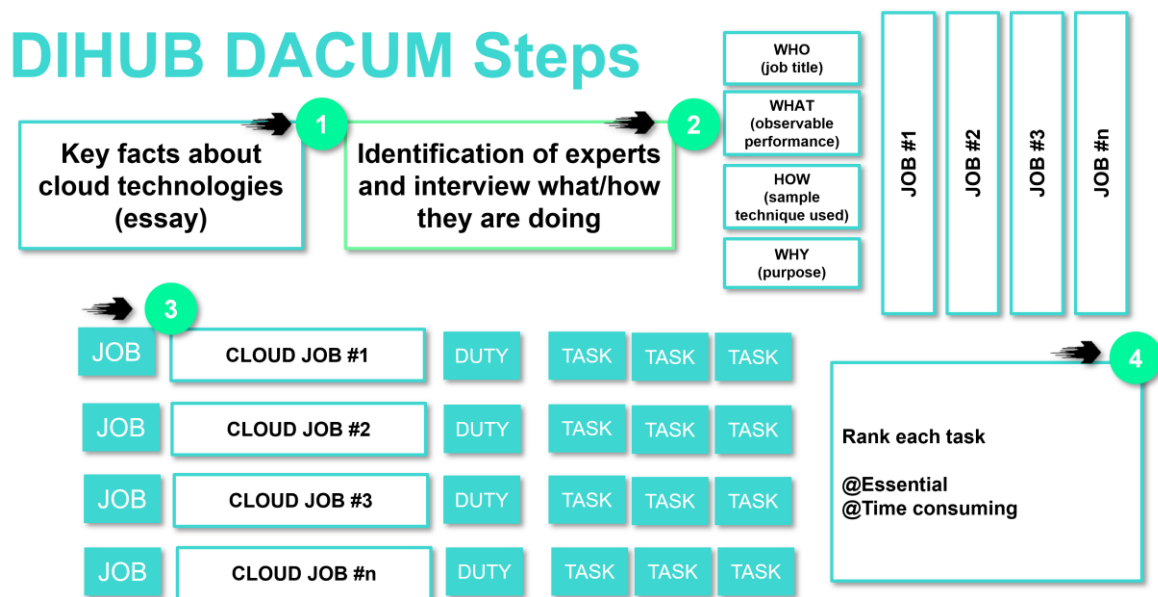 DIHUB DACUM Steps
1
Key facts about
cloud technologies
(essay)
2
Identification of experts
and interview what/how
they are doing
WHO
(job title)
WHAT
(observable
performance)
HOW
(sample
technique used)
WHY
(purpose)
JOB #1
JOB #2
JOB #3
JOB #n
3
JOB
CLOUD JOB #1
DUTY
TASK
TASK
TASK
JOB
CLOUD JOB #2
DUTY
TASK
TASK
TASK
JOB
CLOUD JOB #3
DUTY
TASK
TASK
TASK
JOB
CLOUD JOB #n
DUTY
TASK
TASK
TASK
4
Rank each task
@Essential
@Time consuming